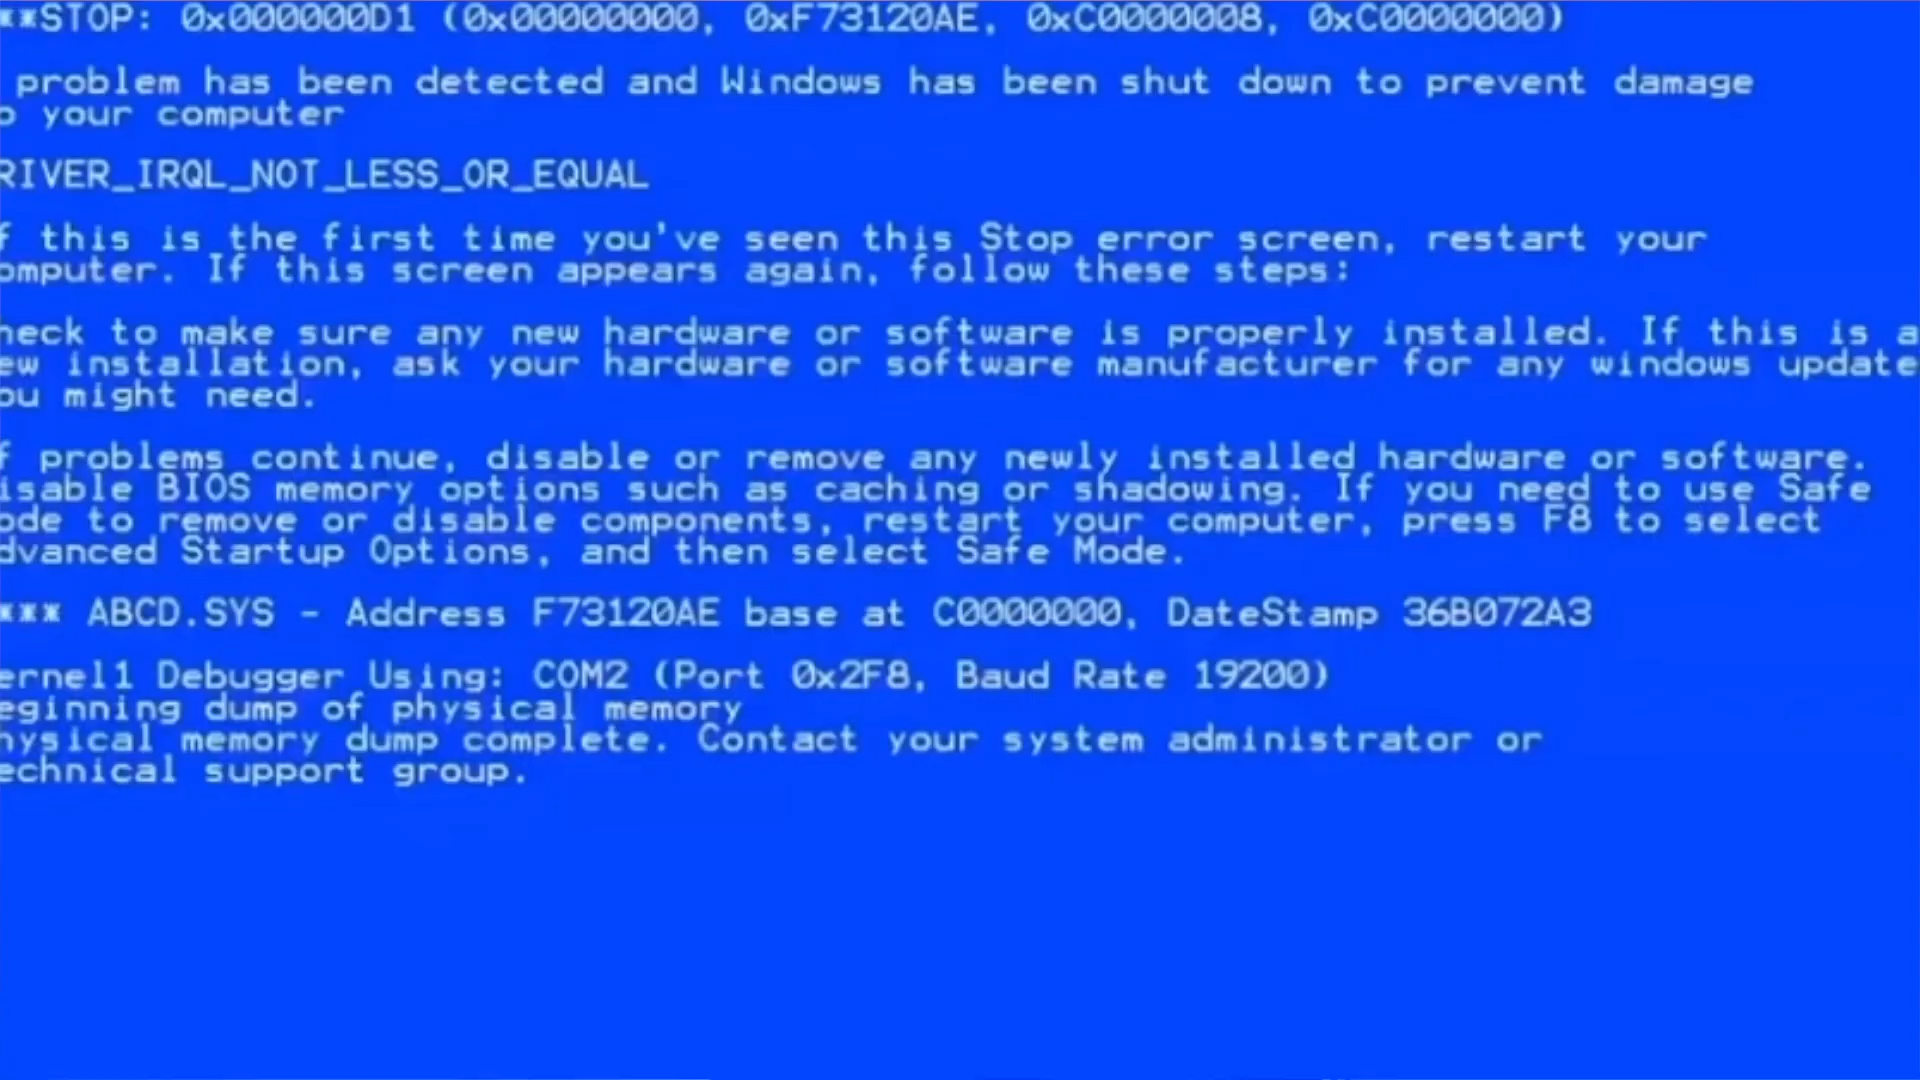 **STOP: 0x000000D1 (0x00000000, 0xF73120AE, 0xC0000008, 0xC0000000)
problem has been detected and Windows has been shut down to prevent damage
o your computer
RIVER_IRQL_NOT_LESS_OR_EQUAL
f this is the first time you've seen this Stop error screen, restart your
omputer. If this screen appears again, follow these steps:
heck to make sure any new hardware or software is properly installed. If this is a
ew installation, ask your hardware or software manufacturer for any windows update
ou might need.
f problems continue, disable or remove any newly installed hardware or software.
isable BIOS memory options such as caching or shadowing. If you need to use Safe
ode to remove or disable components, restart your computer, press F8 to select
dvanced Startup Options, and then select Safe Mode.
*** ABCD.SYS - Address F73120AE base at C0000000, DateStamp 36B072A3
ernel1 Debugger Using: COM2 (Port 0x2F8, Baud Rate 19200)
eginning dump of physical memory
hysical memory dump complete. Contact your system administrator or
echnical support group.